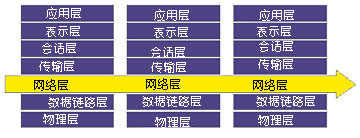 应用层 应用层 应用层
表示层 表示层 表示层
会话层 会话层 会话层
传输层 传输层 传输层
网络层 网络层 网络层
数据链路层 数据链路层 数据链路层
物理层 物理层 物理层